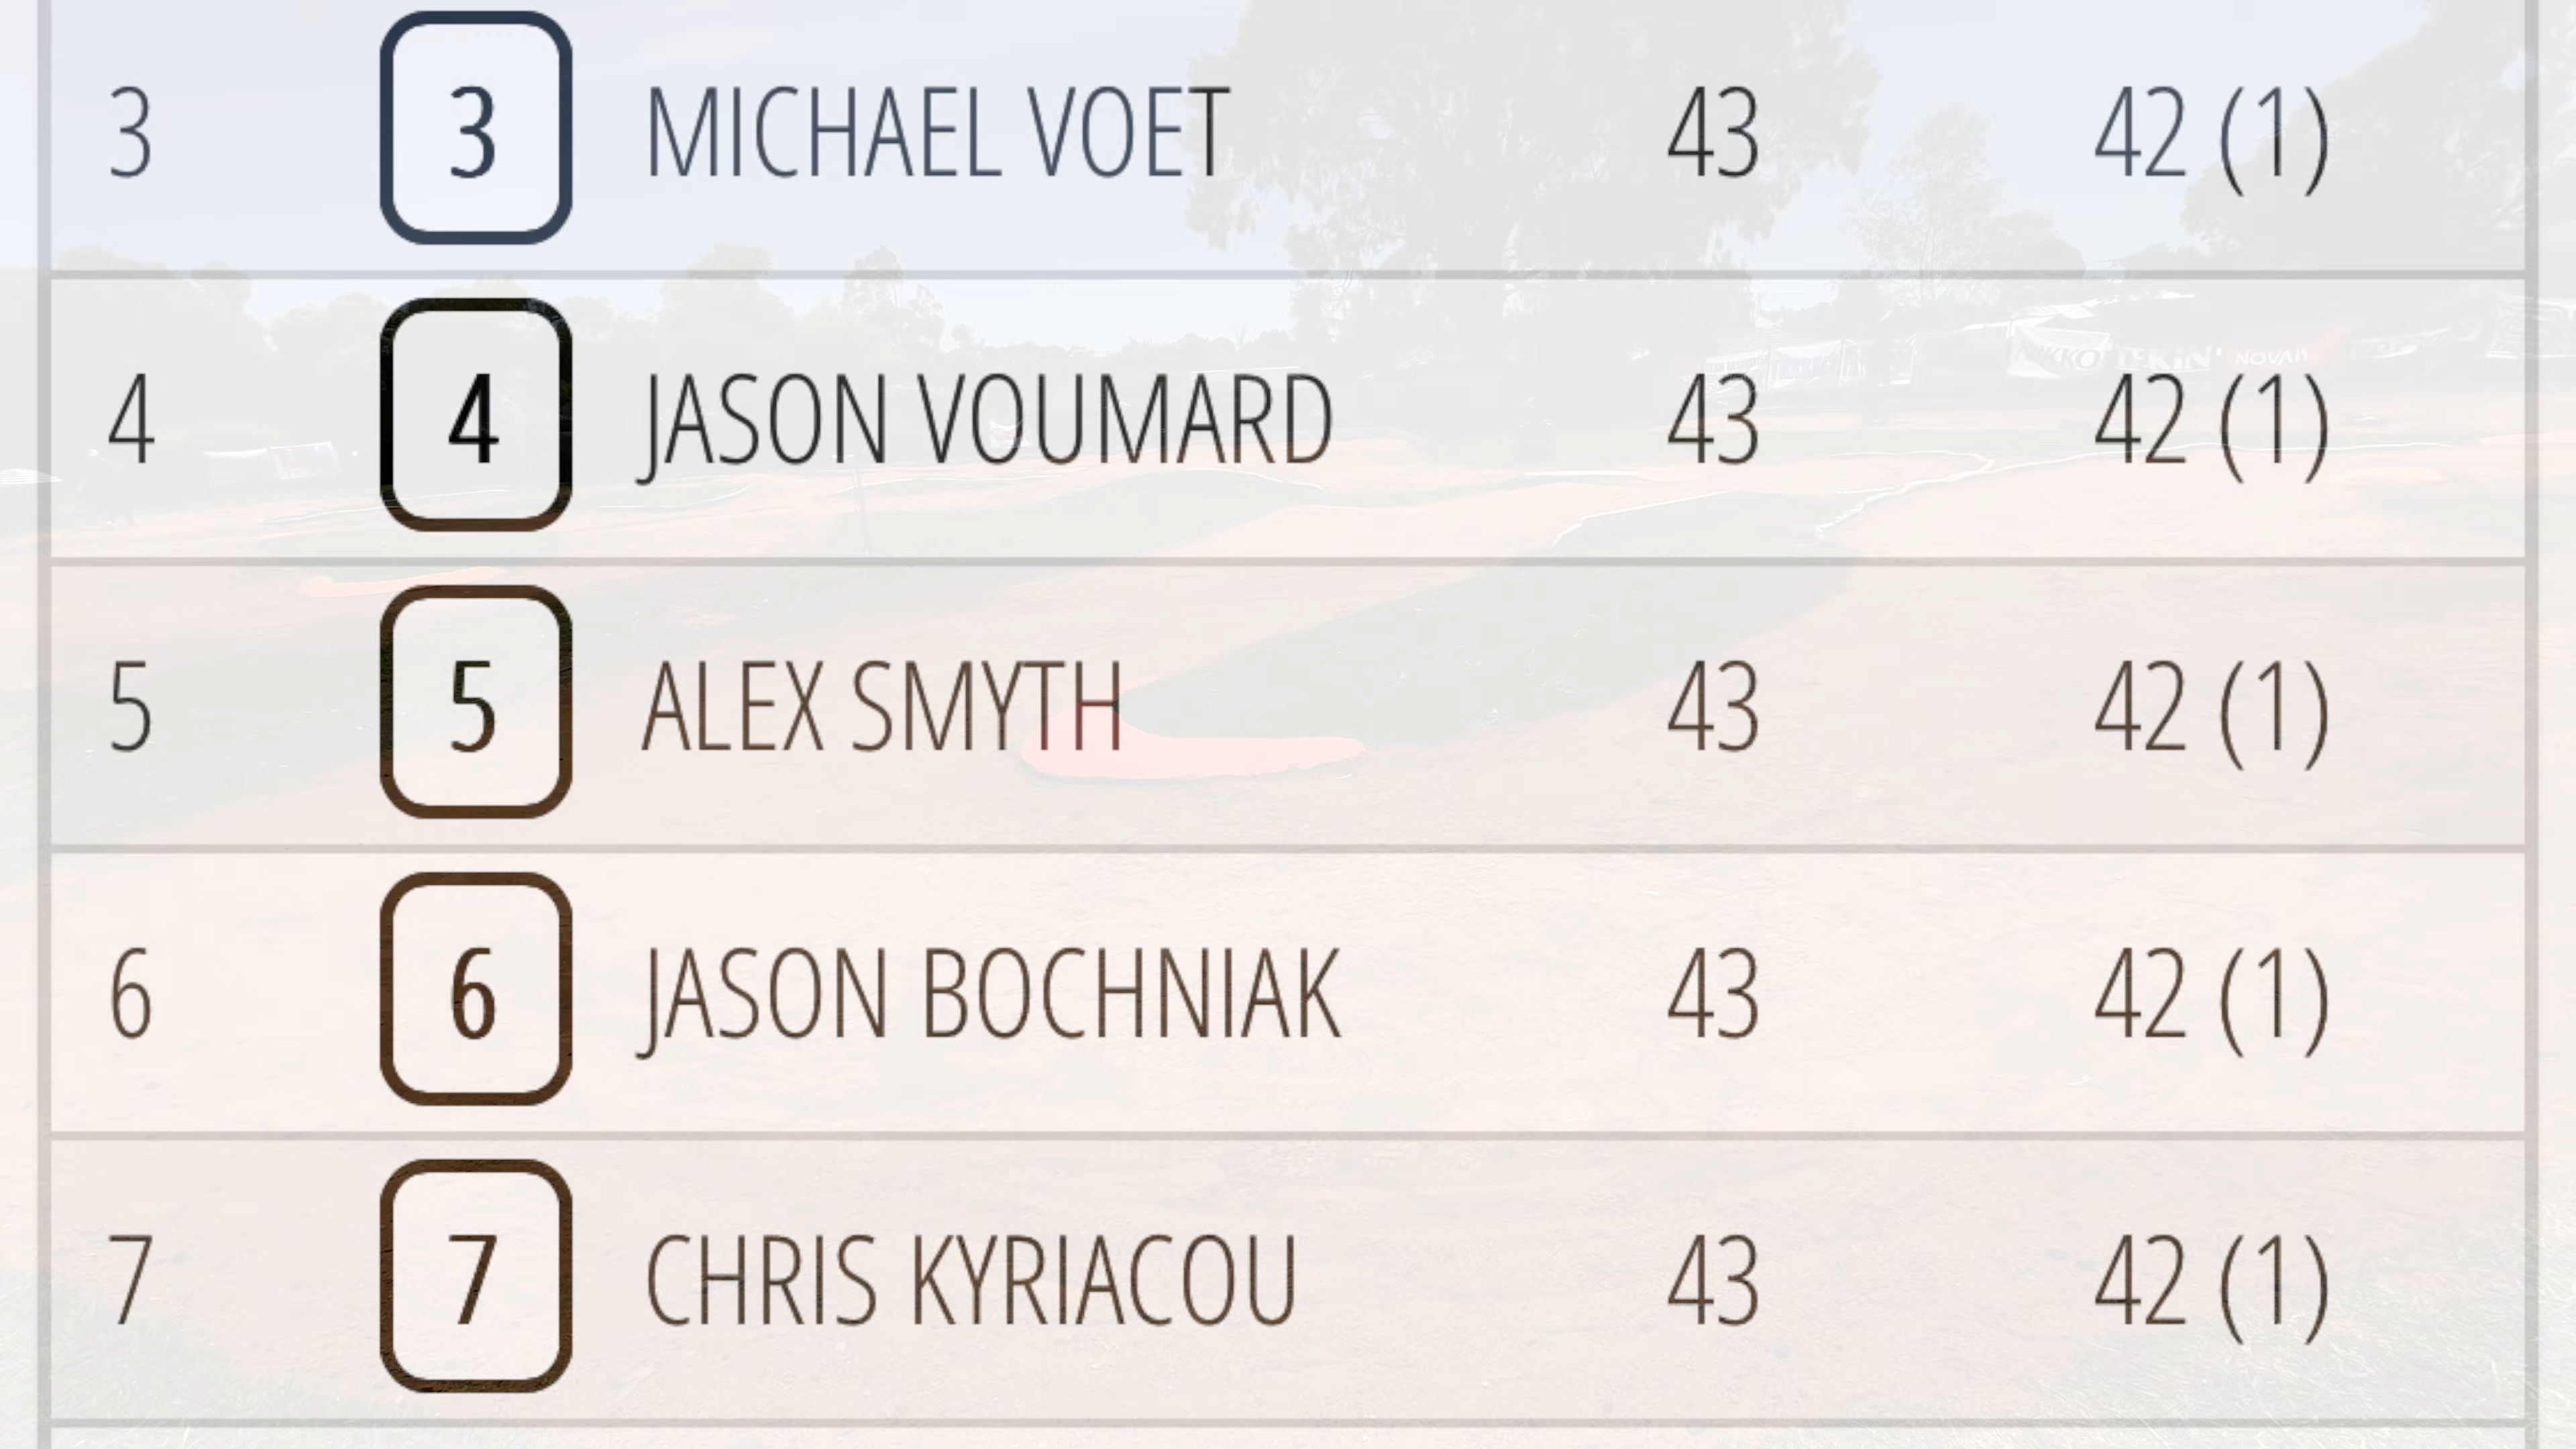 3 3 MICHAEL VOET 43 42 (1)
4 4 JASON VOUMARD 43 42 (1)
5 5 ALEX SMYTH 43 42 (1)
6 6 JASON BOCHNIAK 43 42 (1)
7 7 CHRIS KYRIACOU 43 42 (1)